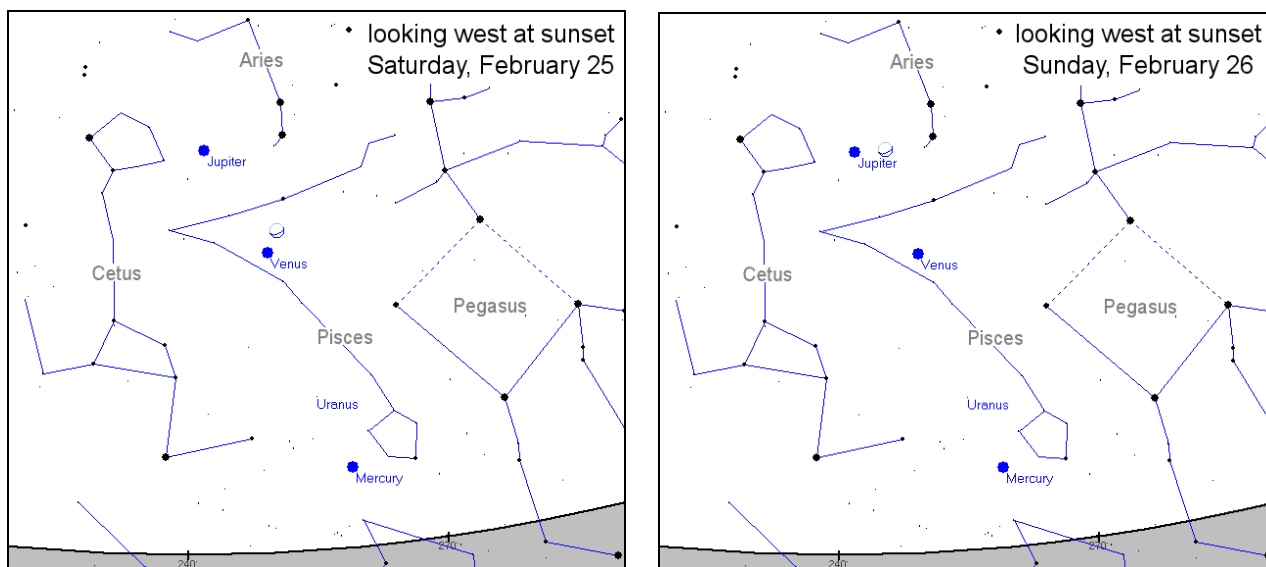 looking west at sunset
Saturday, February 25
Aries
Jupiter
Venus
Cetus
Pegasus
Pisces
Uranus
Mercury
240°
270°
looking west at sunset
Sunday, February 26
Aries
Jupiter
Venus
Cetus
Pegasus
Pisces
Uranus
Mercury
240°
270°